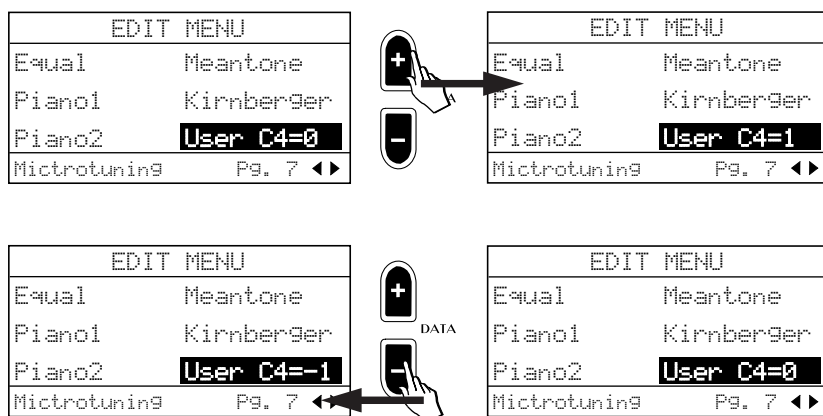 EDIT MENU
Equal Meantone
Piano1 Kirnberger
Piano2 User C4=0
Mictrotuning Pg. 7 ◀▶
+
−
EDIT MENU
Equal Meantone
Piano1 Kirnberger
Piano2 User C4=1
Mictrotuning Pg. 7 ◀▶
EDIT MENU
Equal Meantone
Piano1 Kirnberger
Piano2 User C4=-1
Mictrotuning Pg. 7
+
DATA
−
EDIT MENU
Equal Meantone
Piano1 Kirnberger
Piano2 User C4=0
Mictrotuning Pg. 7 ◀▶